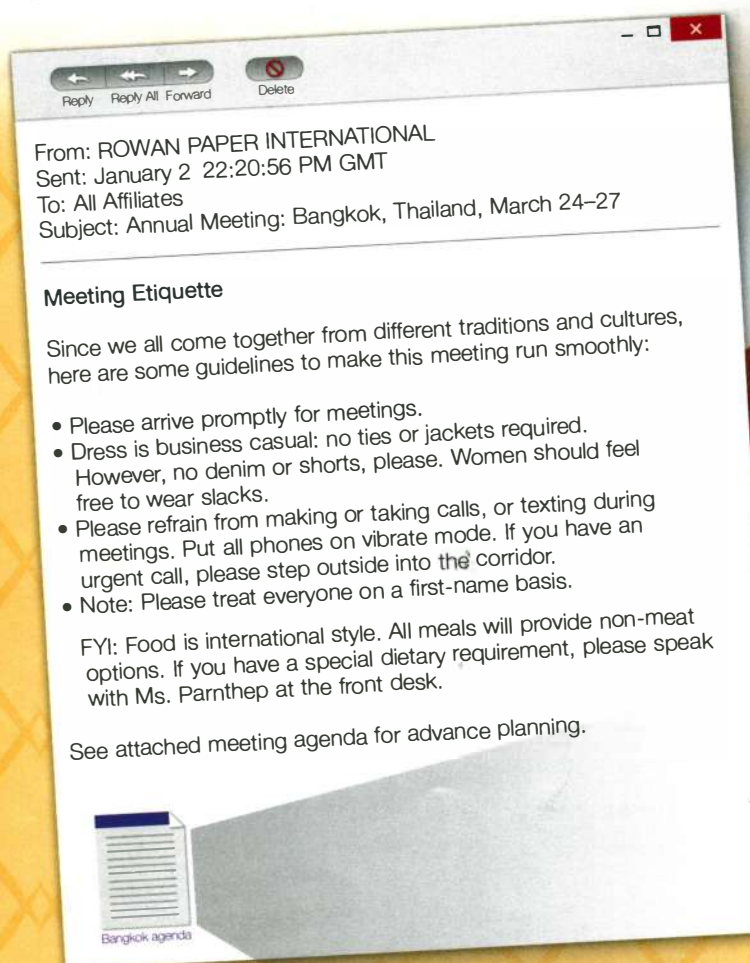 Reply Reply All Forward Delete
From: ROWAN PAPER INTERNATIONAL
Sent: January 2 22:20:56 PM GMT
To: All Affiliates
Subject: Annual Meeting: Bangkok, Thailand, March 24–27
Meeting Etiquette
Since we all come together from different traditions and cultures,
here are some guidelines to make this meeting run smoothly:
• Please arrive promptly for meetings.
• Dress is business casual: no ties or jackets required.
However, no denim or shorts, please. Women should feel
free to wear slacks.
• Please refrain from making or taking calls, or texting during
meetings. Put all phones on vibrate mode. If you have an
urgent call, please step outside into the corridor.
• Note: Please treat everyone on a first-name basis.
FYI: Food is international style. All meals will provide non-meat
options. If you have a special dietary requirement, please speak
with Ms. Parnthep at the front desk.
See attached meeting agenda for advance planning.
Bangkok agenda